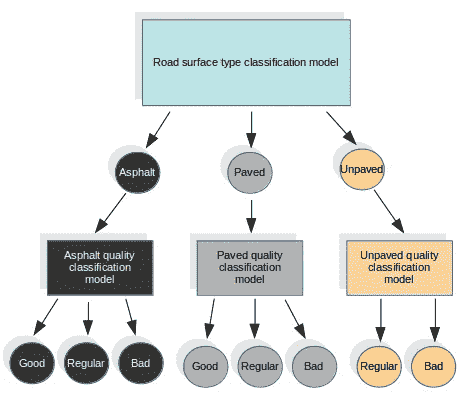 Road surface type classification model
Asphalt
Paved
Unpaved
Asphalt quality
classification
model
Paved quality
classification
model
Unpaved quality
classification
model
Good
Regular
Bad
Good
Regular
Bad
Regular
Bad